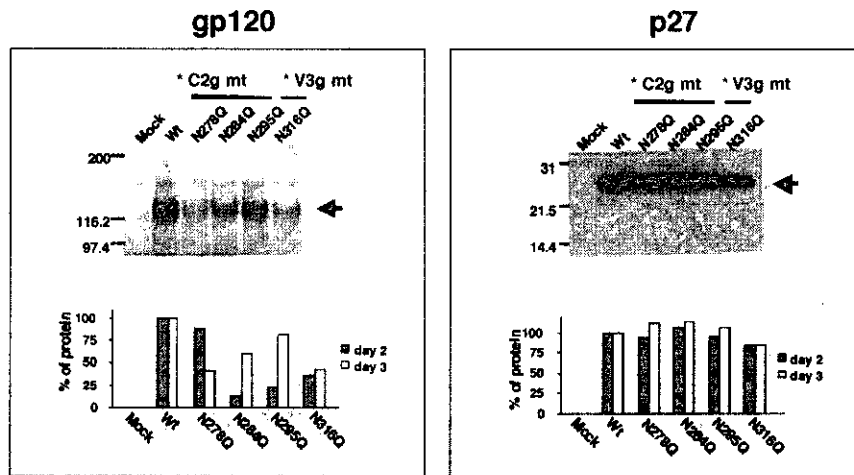 gp120
* C2g mt * V3g mt
Mock Wt N278Q N284Q N295Q N316Q
200
116.2
97.4
% of protein
100
75
50
25
0
day 2
day 3
Mock Wt N278Q N284Q N295Q N316Q
p27
* C2g mt * V3g mt
Mock Wt N278Q N284Q N295Q N316Q
31
21.5
14.4
% of protein
100
75
50
25
0
day 2
day 3
Mock Wt N278Q N284Q N295Q N316Q